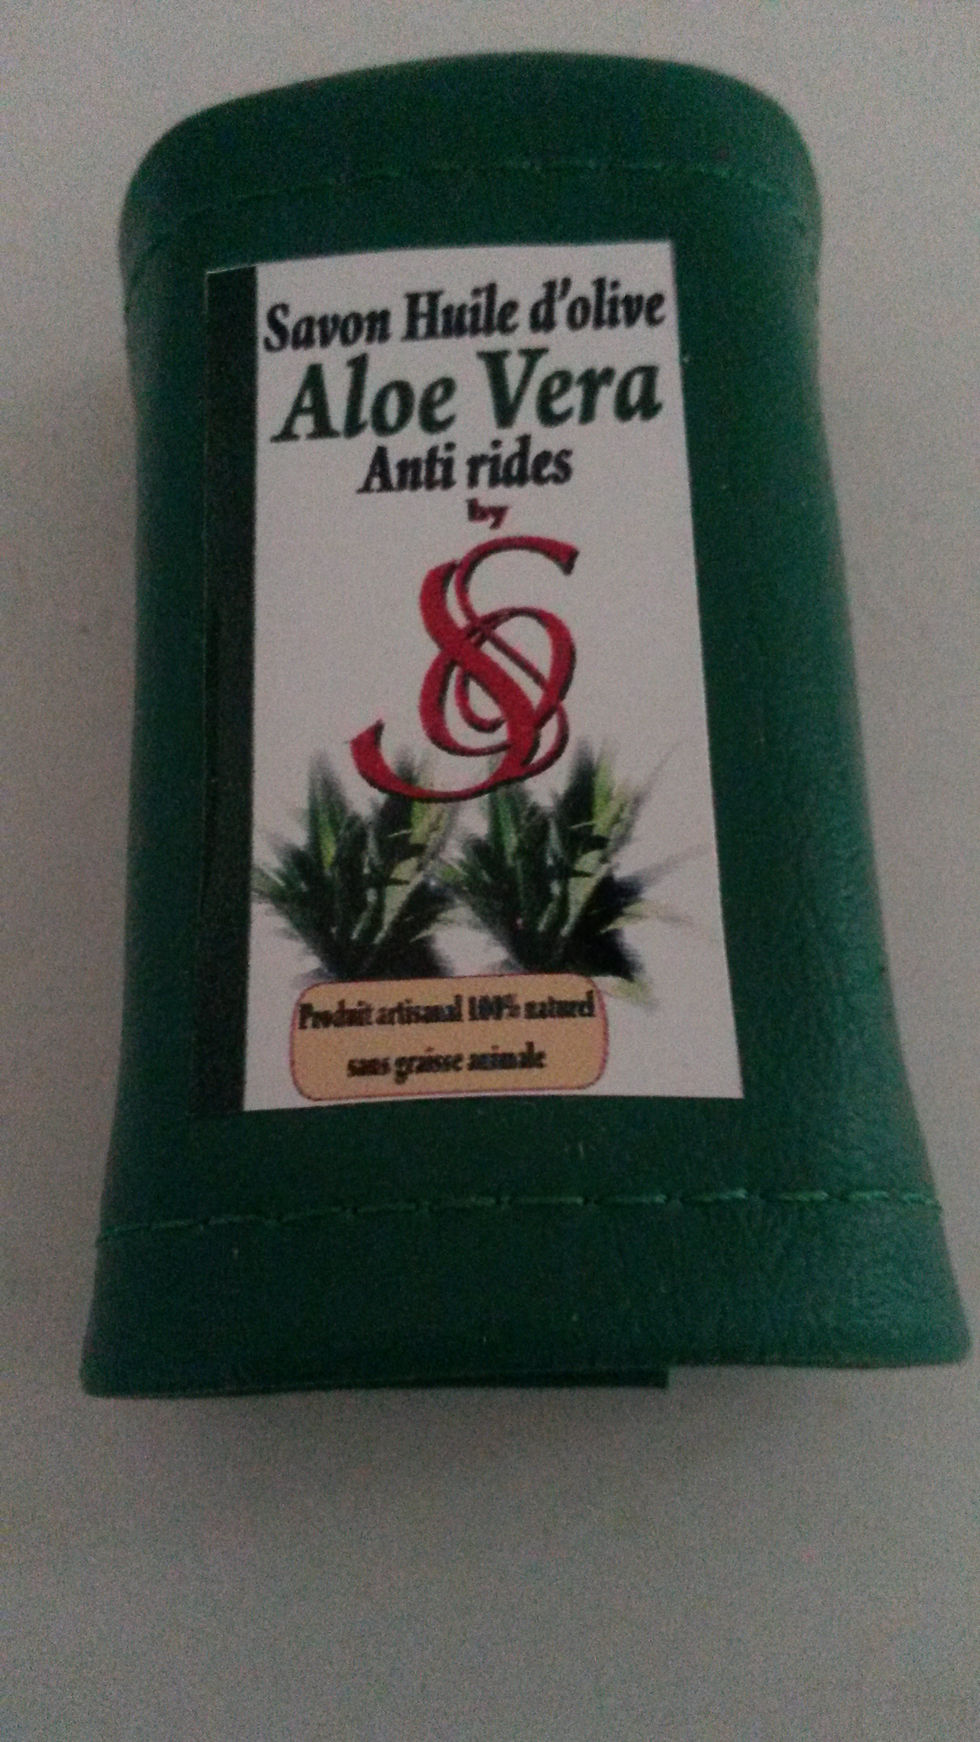 Savon Huile d'olive
Aloe Vera
Anti rides
by
Produit artisanal 100% naturel
sans graisse animale